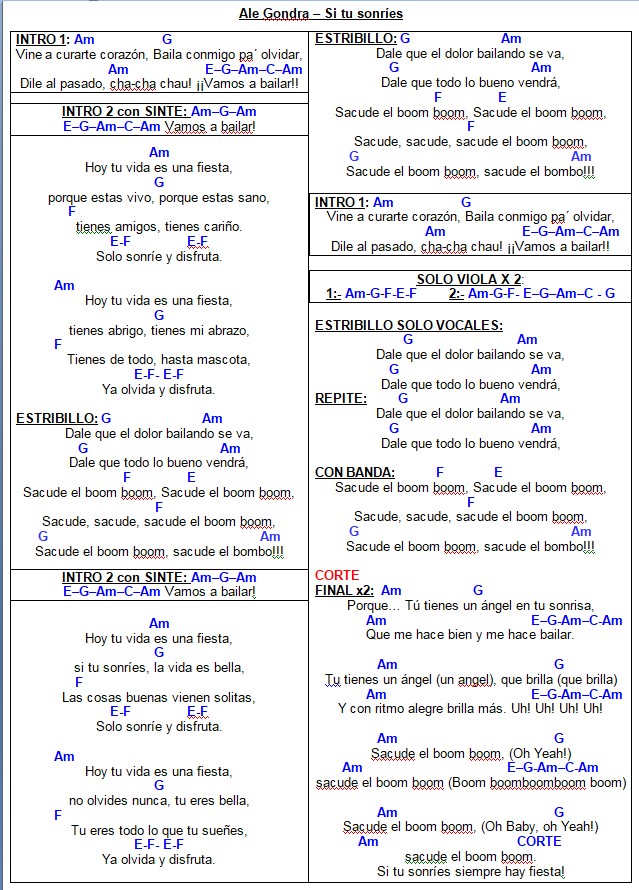 Ale Gondra – Si tu sonríes
INTRO 1: Am G
Vine a curarte corazón, Baila conmigo pa´ olvidar,
Am E–G–Am–C–Am
Dile al pasado, cha-cha chau! ¡¡Vamos a bailar!!
INTRO 2 con SINTE: Am–G–Am
E–G–Am–C–Am Vamos a bailar!
Am
Hoy tu vida es una fiesta,
G
porque estas vivo, porque estas sano,
F
tienes amigos, tienes cariño.
E-F E-F
Solo sonríe y disfruta.
Am
Hoy tu vida es una fiesta,
G
tienes abrigo, tienes mi abrazo,
F
Tienes de todo, hasta mascota,
E-F- E-F
Ya olvida y disfruta.
ESTRIBILLO: G Am
Dale que el dolor bailando se va,
G Am
Dale que todo lo bueno vendrá,
F E
Sacude el boom boom, Sacude el boom boom,
F
Sacude, sacude, sacude el boom boom,
G Am
Sacude el boom boom, sacude el bombo!!!
INTRO 2 con SINTE: Am–G–Am
E–G–Am–C–Am Vamos a bailar!
Am
Hoy tu vida es una fiesta,
G
si tu sonríes, la vida es bella,
F
Las cosas buenas vienen solitas,
E-F E-F
Solo sonríe y disfruta.
Am
Hoy tu vida es una fiesta,
G
no olvides nunca, tu eres bella,
F
Tu eres todo lo que tu sueñes,
E-F- E-F
Ya olvida y disfruta.
ESTRIBILLO: G Am
Dale que el dolor bailando se va,
G Am
Dale que todo lo bueno vendrá,
F E
Sacude el boom boom, Sacude el boom boom,
F
Sacude, sacude, sacude el boom boom,
G Am
Sacude el boom boom, sacude el bombo!!!
INTRO 1: Am G
Vine a curarte corazón, Baila conmigo pa´ olvidar,
Am E–G–Am–C–Am
Dile al pasado, cha-cha chau! ¡¡Vamos a bailar!!
SOLO VIOLA X 2:
1:- Am-G-F-E-F 2:- Am-G-F- E–G–Am–C - G
ESTRIBILLO SOLO VOCALES:
G Am
Dale que el dolor bailando se va,
G Am
Dale que todo lo bueno vendrá,
REPITE: G Am
Dale que el dolor bailando se va,
G Am
Dale que todo lo bueno vendrá,
CON BANDA: F E
Sacude el boom boom, Sacude el boom boom,
F
Sacude, sacude, sacude el boom boom,
G Am
Sacude el boom boom, sacude el bombo!!!
CORTE
FINAL x2: Am G
Porque... Tú tienes un ángel en tu sonrisa,
Am E–G-Am–C-Am
Que me hace bien y me hace bailar.
Am G
Tu tienes un ángel (un angel), que brilla (que brilla)
Am E–G-Am–C-Am
Y con ritmo alegre brilla más. Uh! Uh! Uh! Uh!
Am G
Sacude el boom boom, (Oh Yeah!)
Am E–G-Am–C-Am
sacude el boom boom (Boom boomboomboom boom)
Am G
Sacude el boom boom, (Oh Baby, oh Yeah!)
Am CORTE
sacude el boom boom.
Si tu sonríes siempre hay fiesta!